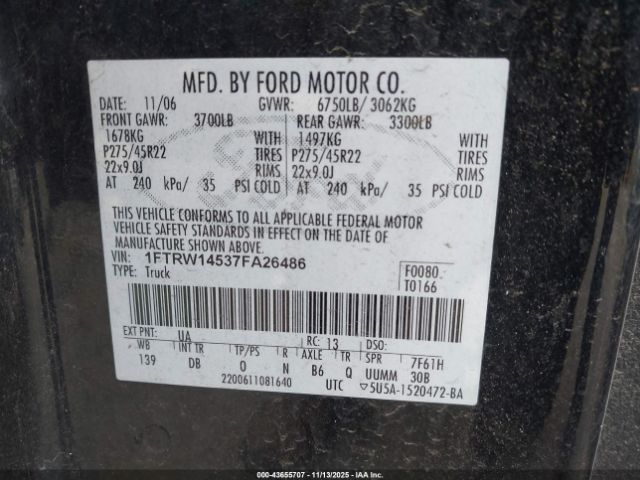 MFD. BY FORD MOTOR CO.
DATE: 11/06 GVWR: 6750LB/ 3062KG
FRONT GAWR: 3700LB REAR GAWR: 3300LB
1678KG WITH 1497KG WITH
P275/45R22 TIRES P275/45R22 TIRES
22x9.0J RIMS 22x9.0J RIMS
AT 240 kPa/ 35 PSI COLD AT 240 kPa/ 35 PSI COLD
THIS VEHICLE CONFORMS TO ALL APPLICABLE FEDERAL MOTOR
VEHICLE SAFETY STANDARDS IN EFFECT ON THE DATE OF
MANUFACTURE SHOWN ABOVE.
VIN: 1FTRW14537FA26486 F0080.
TYPE: Truck T0166
EXT PNT: UA RC: 13 DSO:
WB INT TR TP/PS R AXLE TR SPR 7F61H
139 DB O N B6 Q UUMM 30B
2200611081640 UTC ▽5U5A-1520472-BA
000-43655707 - 11/13/2025 - IAA Inc.